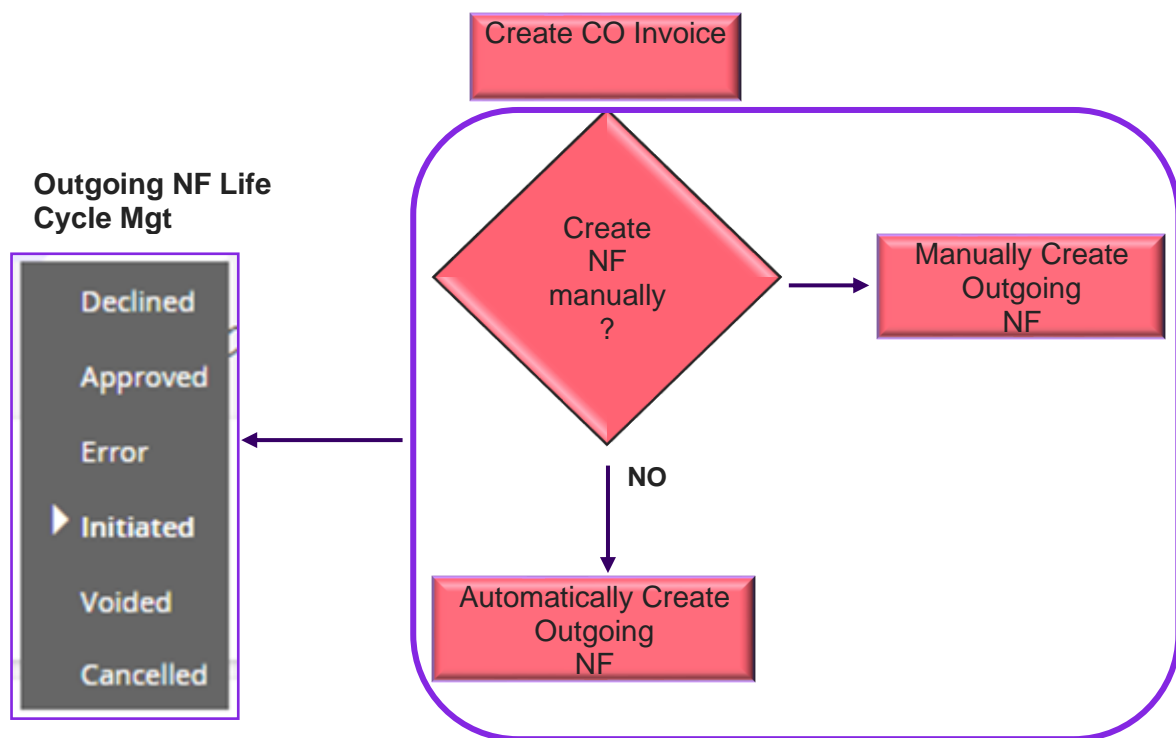 Create CO Invoice
Outgoing NF Life
Cycle Mgt
Declined
Approved
Error
Initiated
Voided
Cancelled
Create
NF
manually
?
Manually Create
Outgoing
NF
NO
Automatically Create
Outgoing
NF